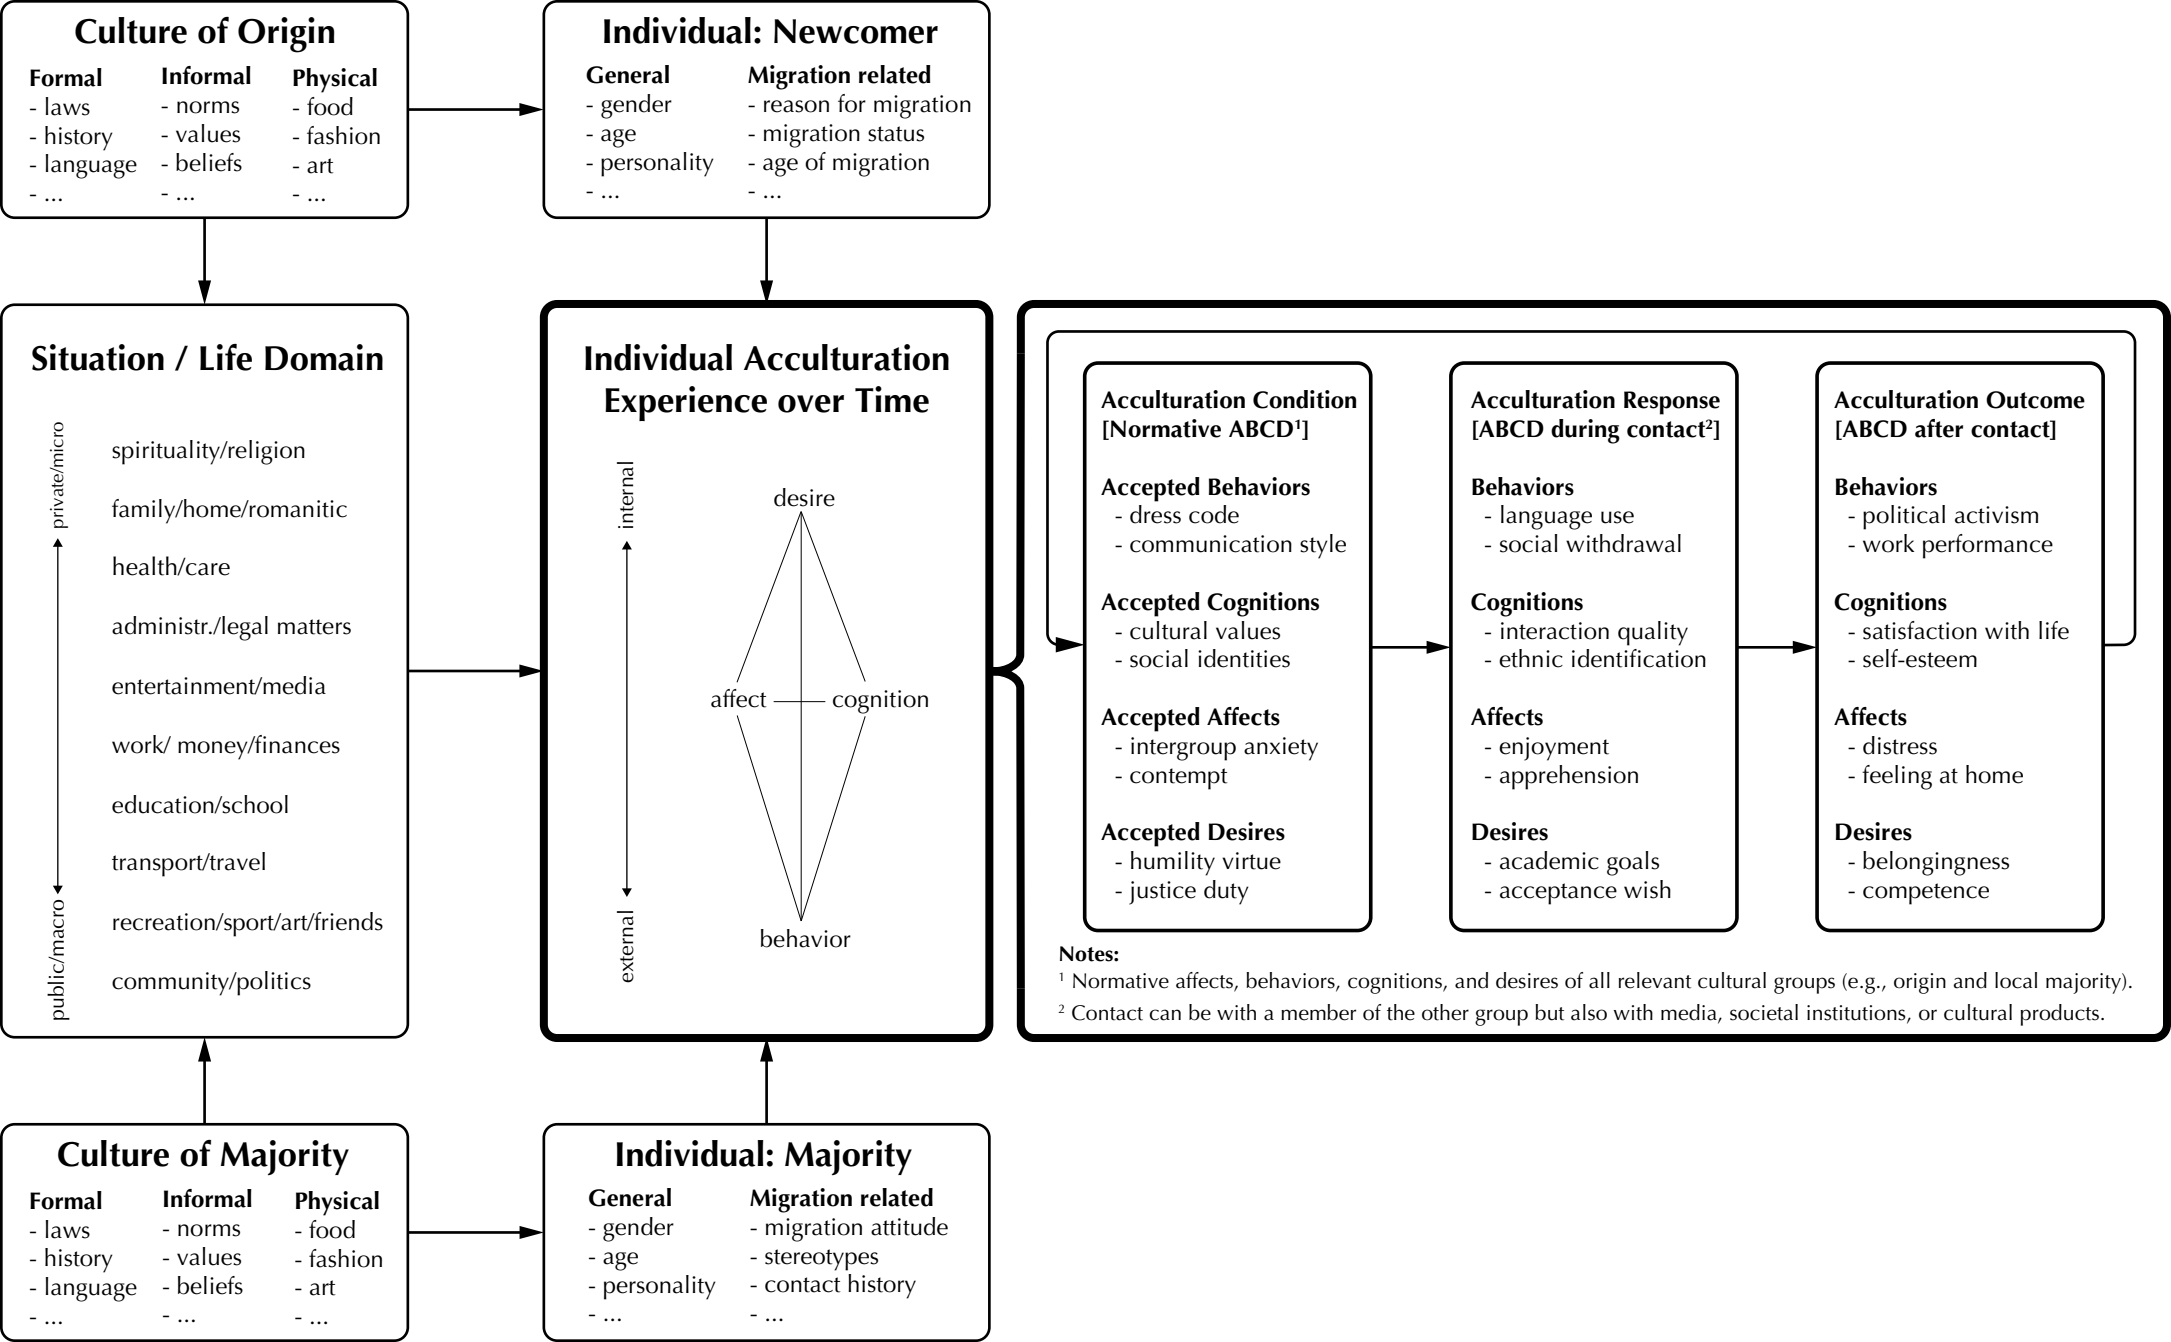 Culture of Origin
Formal
- laws
- history
- language
- ...
Informal
- norms
- values
- beliefs
- ...
Physical
- food
- fashion
- art
- ...
Individual: Newcomer
General
- gender
- age
- personality
- ...
Migration related
- reason for migration
- migration status
- age of migration
- ...
Situation / Life Domain
private/micro
public/macro
spirituality/religion
family/home/romanitic
health/care
administr./legal matters
entertainment/media
work/ money/finances
education/school
transport/travel
recreation/sport/art/friends
community/politics
Individual Acculturation
Experience over Time
internal
external
desire
affect
cognition
behavior
Acculturation Condition
[Normative ABCD¹]
Accepted Behaviors
- dress code
- communication style
Accepted Cognitions
- cultural values
- social identities
Accepted Affects
- intergroup anxiety
- contempt
Accepted Desires
- humility virtue
- justice duty
Acculturation Response
[ABCD during contact²]
Behaviors
- language use
- social withdrawal
Cognitions
- interaction quality
- ethnic identification
Affects
- enjoyment
- apprehension
Desires
- academic goals
- acceptance wish
Acculturation Outcome
[ABCD after contact]
Behaviors
- political activism
- work performance
Cognitions
- satisfaction with life
- self-esteem
Affects
- distress
- feeling at home
Desires
- belongingness
- competence
Notes:
¹ Normative affects, behaviors, cognitions, and desires of all relevant cultural groups (e.g., origin and local majority).
² Contact can be with a member of the other group but also with media, societal institutions, or cultural products.
Culture of Majority
Formal
- laws
- history
- language
- ...
Informal
- norms
- values
- beliefs
- ...
Physical
- food
- fashion
- art
- ...
Individual: Majority
General
- gender
- age
- personality
- ...
Migration related
- migration attitude
- stereotypes
- contact history
- ...